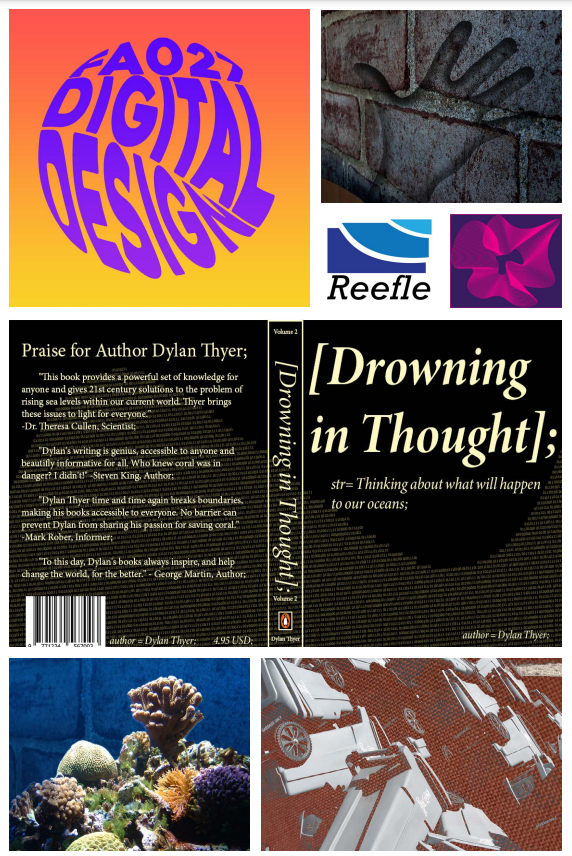 FA027
DIGITAL
DESIGN
Reefle
Praise for Author Dylan Thyer;
"This book provides a powerful set of knowledge for
anyone and gives 21st century solutions to the problem of
rising sea levels within our current world. Thyer brings
these issues to light for everyone."
-Dr. Theresa Cullen, Scientist;
"Dylan's writing is genius, accessible to anyone and
beautifly informative for all. Who knew coral was in
danger? I didn't!" -Steven King, Author;
"Dylan Thyer time and time again breaks boundaries,
making his books accessible to everyone. No barrier can
prevent Dylan from sharing his passion for saving coral."
-Mark Rober, Informer;
"To this day, Dylan's books always inspire, and help
change the world, for the better." - George Martin, Author;
9 771234 567003
author = Dylan Thyer; 4.95 USD;
Volume 2
[Drowning in Thought];
Volume 2
Dylan Thyer
[Drowning
in Thought];
str= Thinking about what will happen
to our oceans;
author = Dylan Thyer;